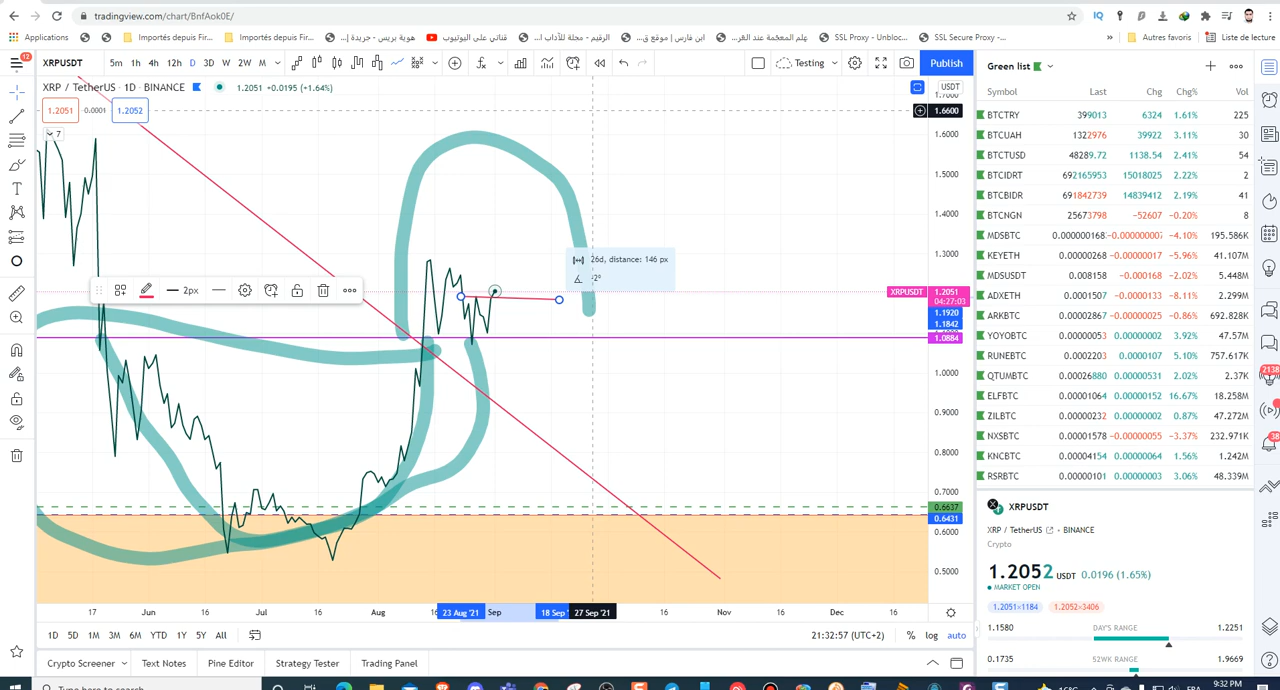 tradingview.com/chart/BnfAok0E/
Applications
Importés depuis Fir...
Importés depuis Fir...
هوية بريس - جريدة إ...
قناتي على اليوتيوب
الرقيم - مجلة للآداب ا...
ابن فارس | موقع ق...
SSL Proxy - Unbloc...
SSL Secure Proxy -...
»
Autres favoris
Liste de lecture
12
XRPUSDT
5m 1h 4h 12h D 3D W 2W M
Testing
Publish
Green list
XRP / TetherUS · 1D · BINANCE
1.2051 +0.0195 (+1.64%)
1.2051
0.0001
1.2052
7
USDT
1.7000
1.6600
1.6000
1.5000
1.4000
1.3000
XRPUSDT 1.2051
04:27:03
1.1920
1.1842
1.0884
1.0000
0.9000
0.8000
0.7000
0.6637
0.6431
0.6000
0.5000
26d, distance: 146 px
2px
17 Jun 16 Jul 16 Aug 23 Aug '21 Sep 18 Sep 27 Sep '21 16 Nov 16 Dec 16
1D 5D 1M 3M 6M YTD 1Y 5Y All
21:32:57 (UTC+2)
% log auto
Crypto Screener
Text Notes
Pine Editor
Strategy Tester
Trading Panel
Symbol Last Chg Chg% Vol
BTCTRY 399013 6324 1.61% 225
BTCUAH 1322976 39922 3.11% 30
BTCTUSD 48289.72 1138.54 2.41% 54
BTCIDRT 692165953 15018025 2.22% 2
BTCBIDR 691842739 14839412 2.19% 41
BTCNGN 25673798 -52607 -0.20% 8
MDSBTC 0.000000168 -0.000000007 -4.10% 195.586K
KEYETH 0.00000268 -0.00000017 -5.96% 41.107M
MDSUSDT 0.008158 -0.000168 -2.02% 5.448M
ADXETH 0.0001507 -0.0000133 -8.11% 2.299M
ARKBTC 0.00002867 -0.00000025 -0.86% 692.828K
YOYOBTC 0.00000053 0.00000002 3.92% 47.57M
RUNEBTC 0.0002203 0.0000107 5.10% 757.617K
QTUMBTC 0.00026880 0.00000531 2.02% 2.37K
ELFBTC 0.00001064 0.00000152 16.67% 18.258M
ZILBTC 0.00000232 0.00000002 0.87% 47.272M
NXSBTC 0.00001578 -0.00000055 -3.37% 232.971K
KNCBTC 0.00004154 0.00000064 1.56% 1.242M
RSRBTC 0.00000101 0.00000003 3.06% 48.339M
XRPUSDT
XRP / TetherUS • BINANCE
Crypto
1.2052 USDT 0.0196 (1.65%)
MARKET OPEN
1.2051×1184 1.2052×3406
1.1580 DAY'S RANGE 1.2251
0.1735 52WK RANGE 1.9669
2138
38
9:32 PM